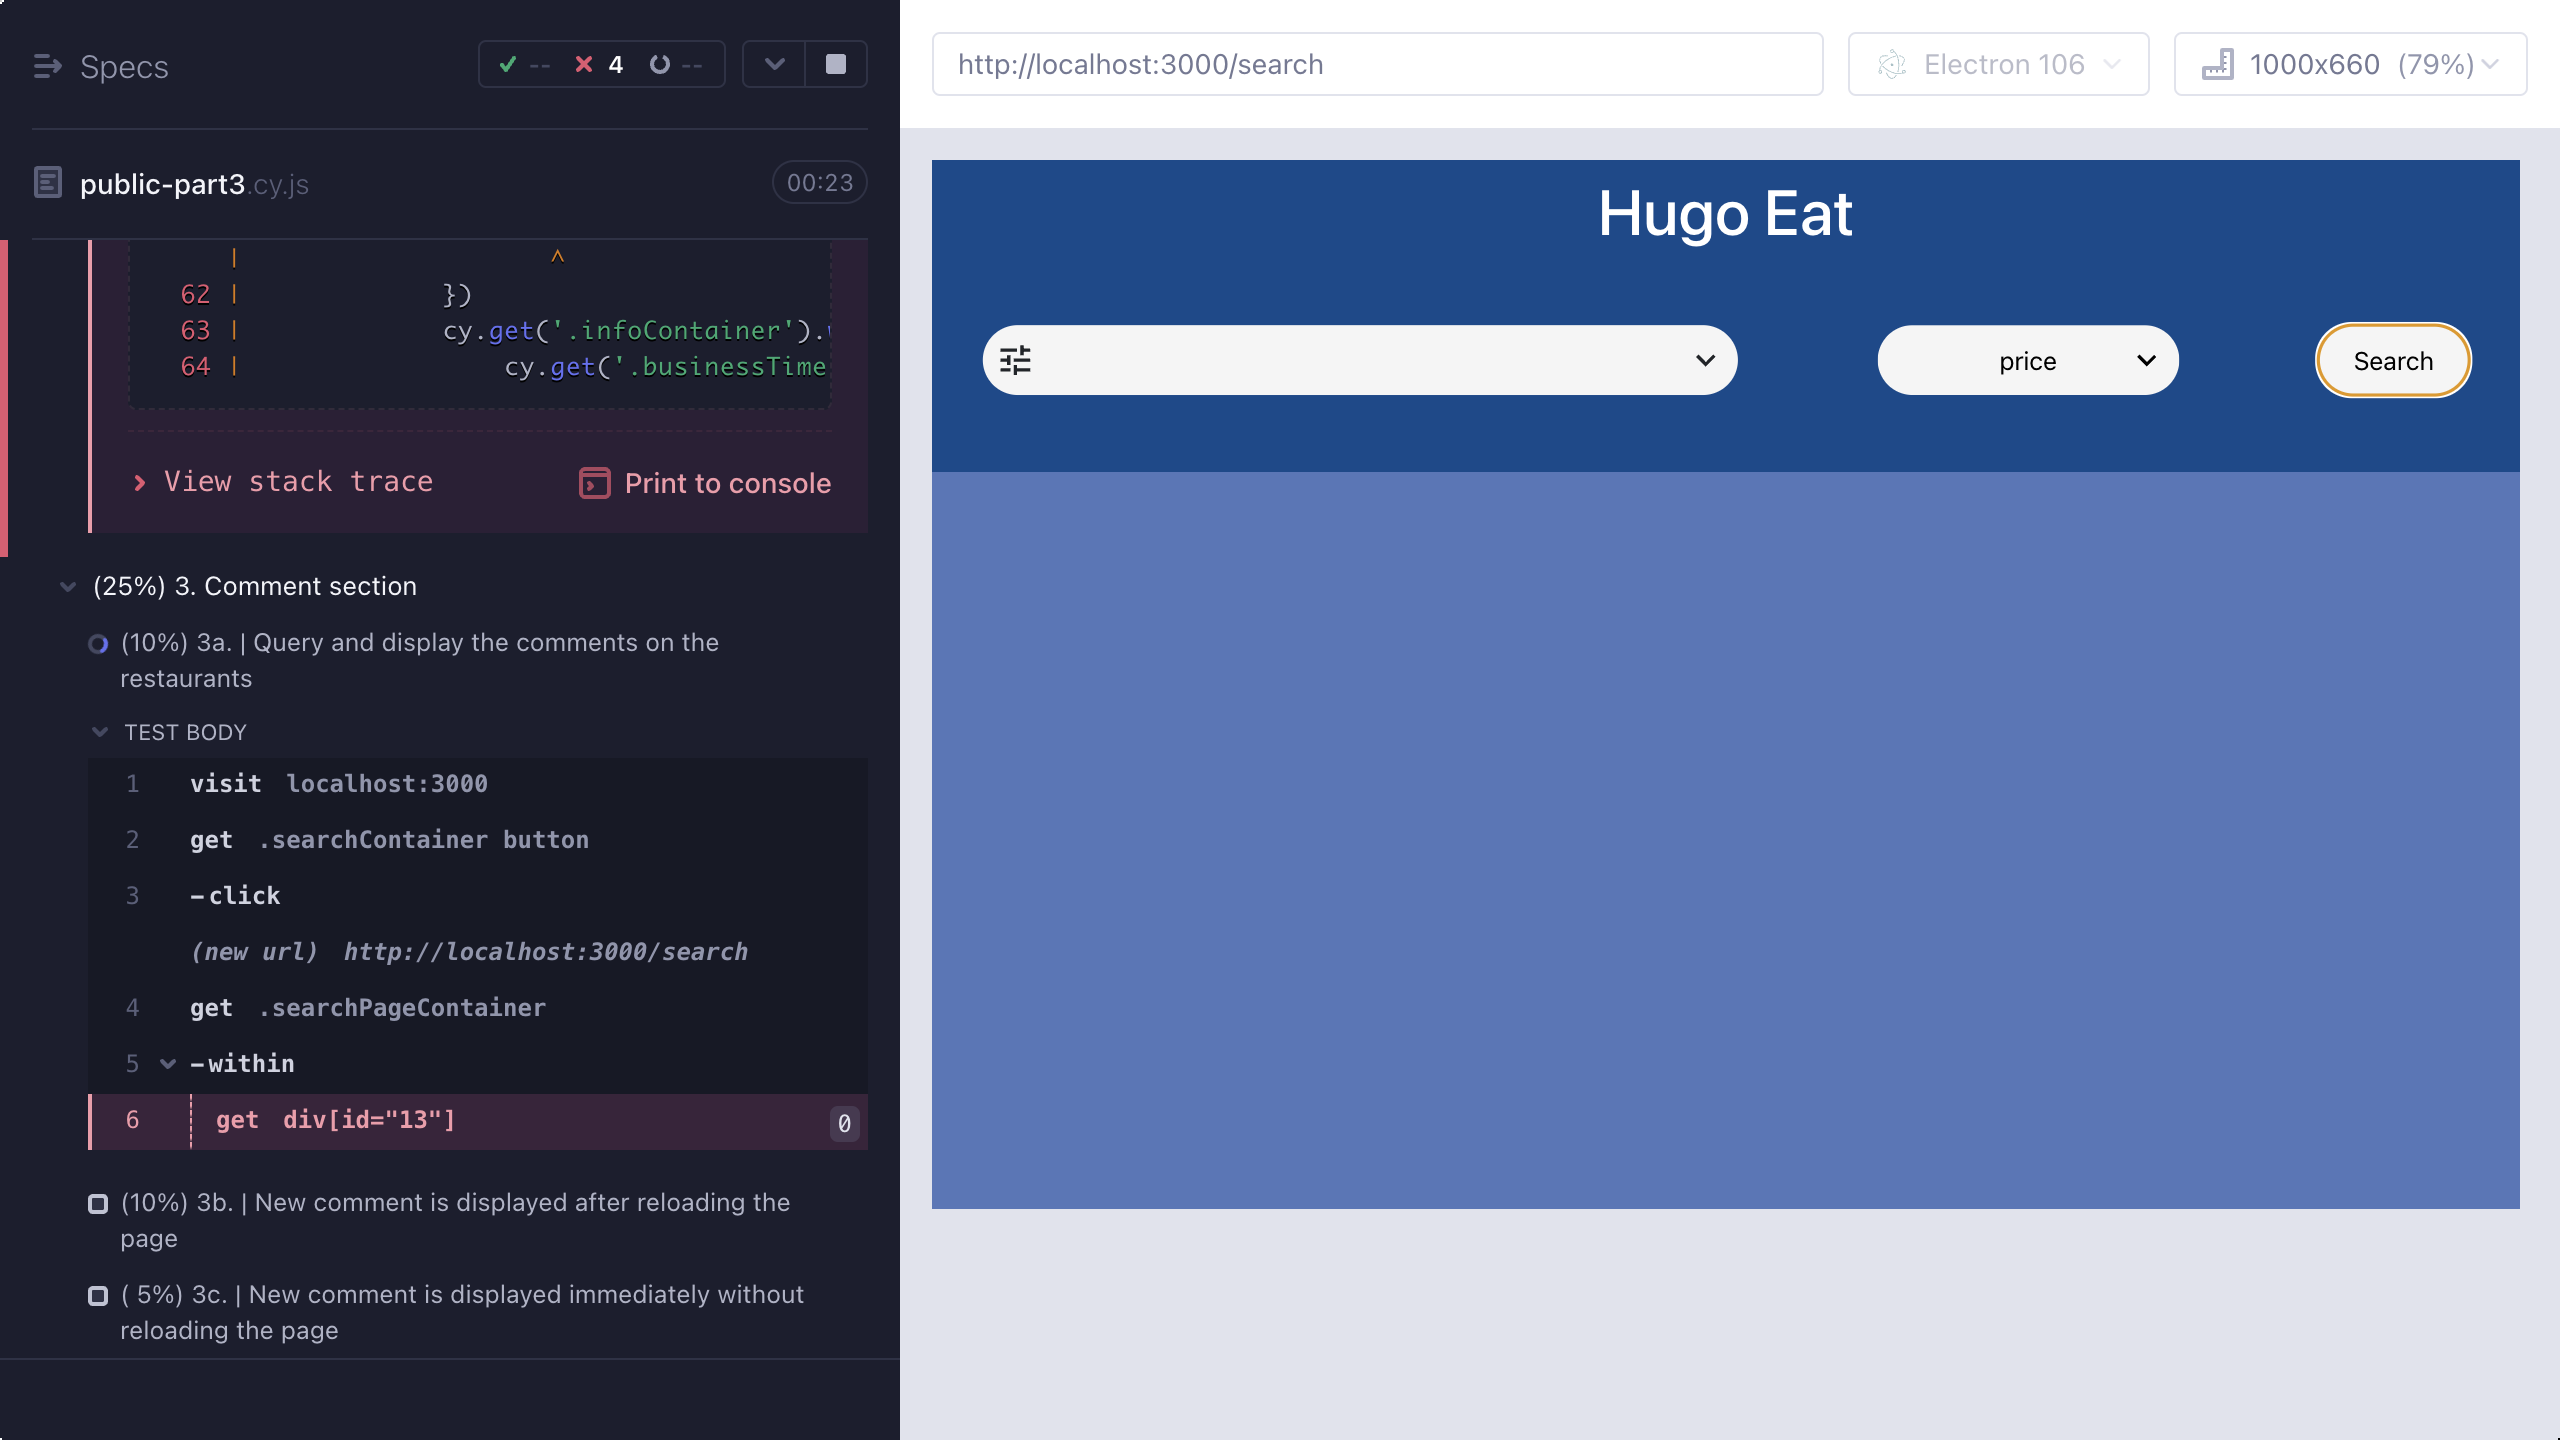 Specs
-- 4 --
public-part3.cy.js
00:23
|                    ^
62 |             })
63 |             cy.get('.infoContainer').
64 |                 cy.get('.businessTime
View stack trace
Print to console
(25%) 3. Comment section
(10%) 3a. | Query and display the comments on the
restaurants
TEST BODY
1 visit localhost:3000
2 get .searchContainer button
3 -click
(new url) http://localhost:3000/search
4 get .searchPageContainer
5 -within
6 get div[id="13"] 0
(10%) 3b. | New comment is displayed after reloading the
page
( 5%) 3c. | New comment is displayed immediately without
reloading the page
http://localhost:3000/search
Electron 106
1000x660 (79%)
Hugo Eat
price
Search